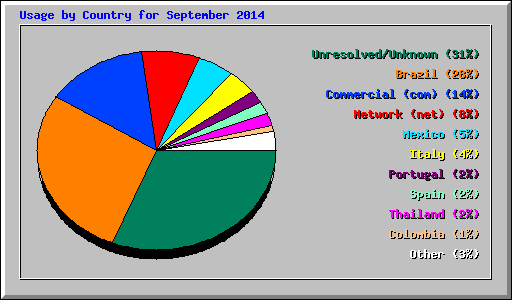 Usage by Country for September 2014
Unresolved/Unknown (31%)
Brazil (28%)
Commercial (com) (14%)
Network (net) (8%)
Mexico (5%)
Italy (4%)
Portugal (2%)
Spain (2%)
Thailand (2%)
Colombia (1%)
Other (3%)